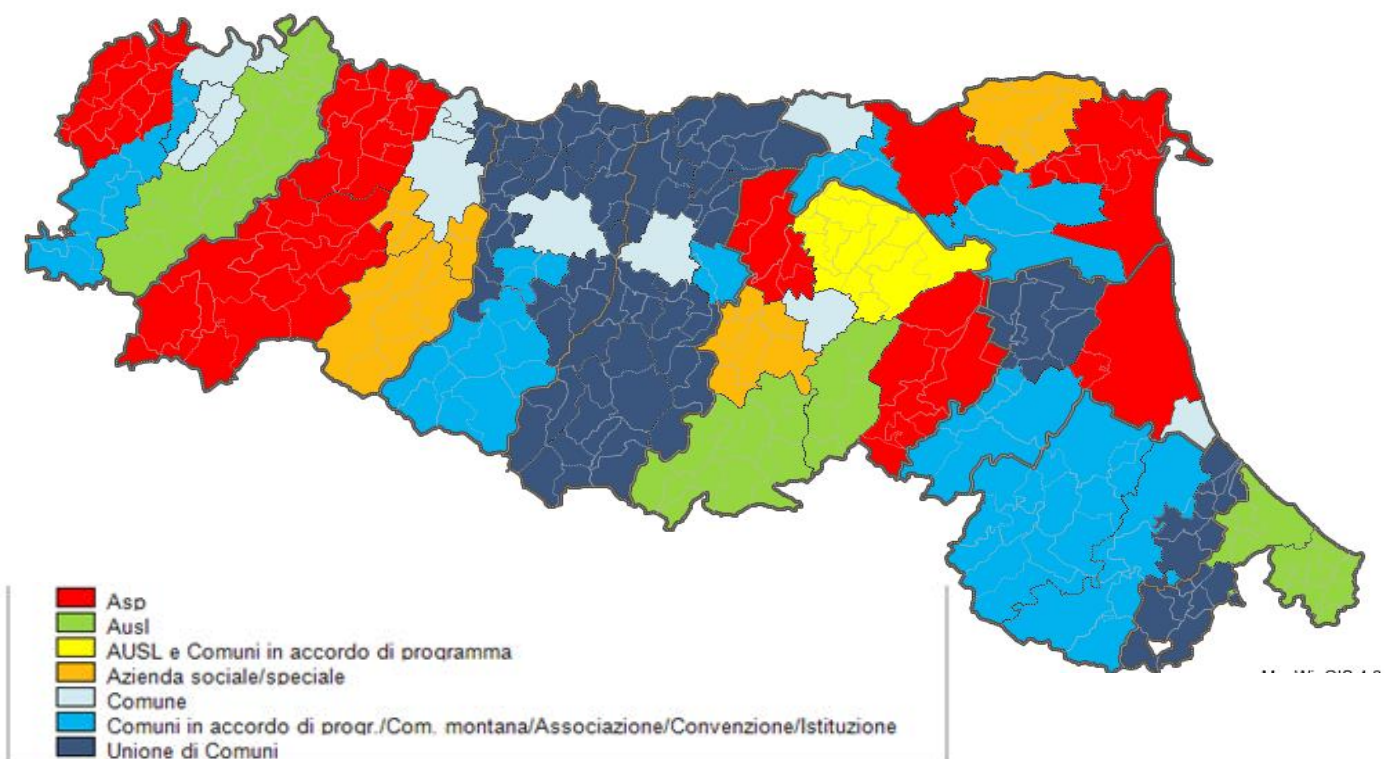 Asp
Ausl
AUSL e Comuni in accordo di programma
Azienda sociale/speciale
Comune
Comuni in accordo di progr./Com. montana/Associazione/Convenzione/Istituzione
Unione di Comuni